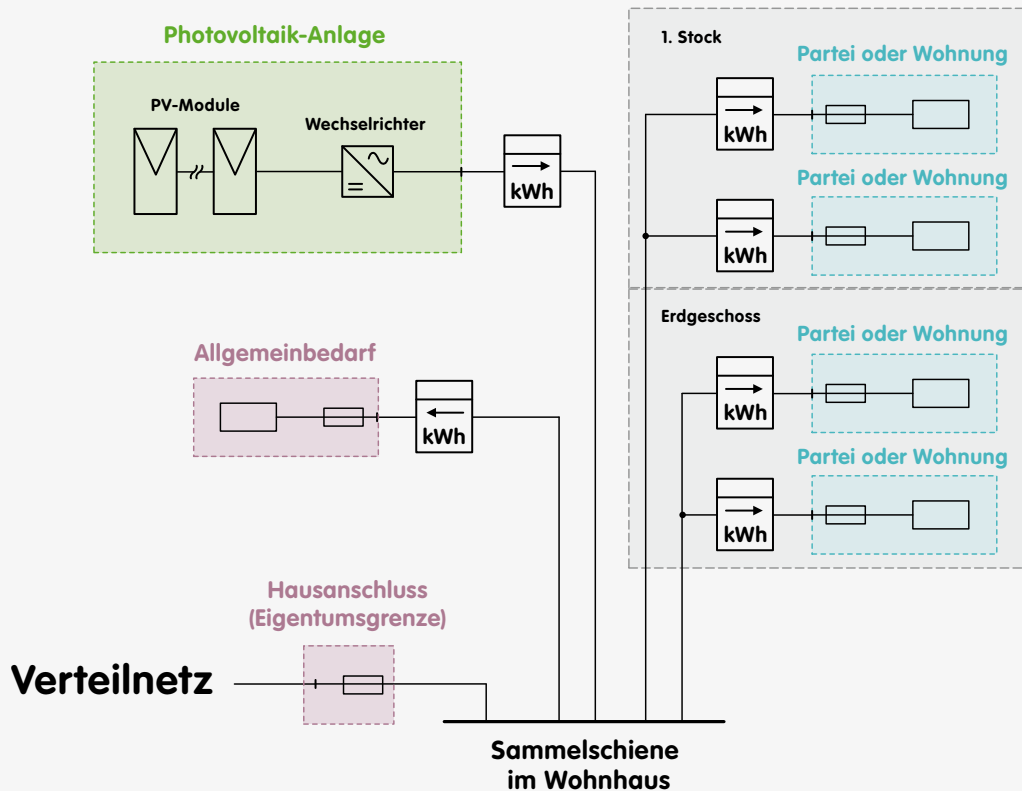 Photovoltaik-Anlage
PV-Module
Wechselrichter
kWh
1. Stock
Partei oder Wohnung
kWh
Partei oder Wohnung
kWh
Erdgeschoss
Partei oder Wohnung
kWh
Partei oder Wohnung
kWh
Allgemeinbedarf
kWh
Hausanschluss
(Eigentumsgrenze)
Verteilnetz
Sammelschiene
im Wohnhaus